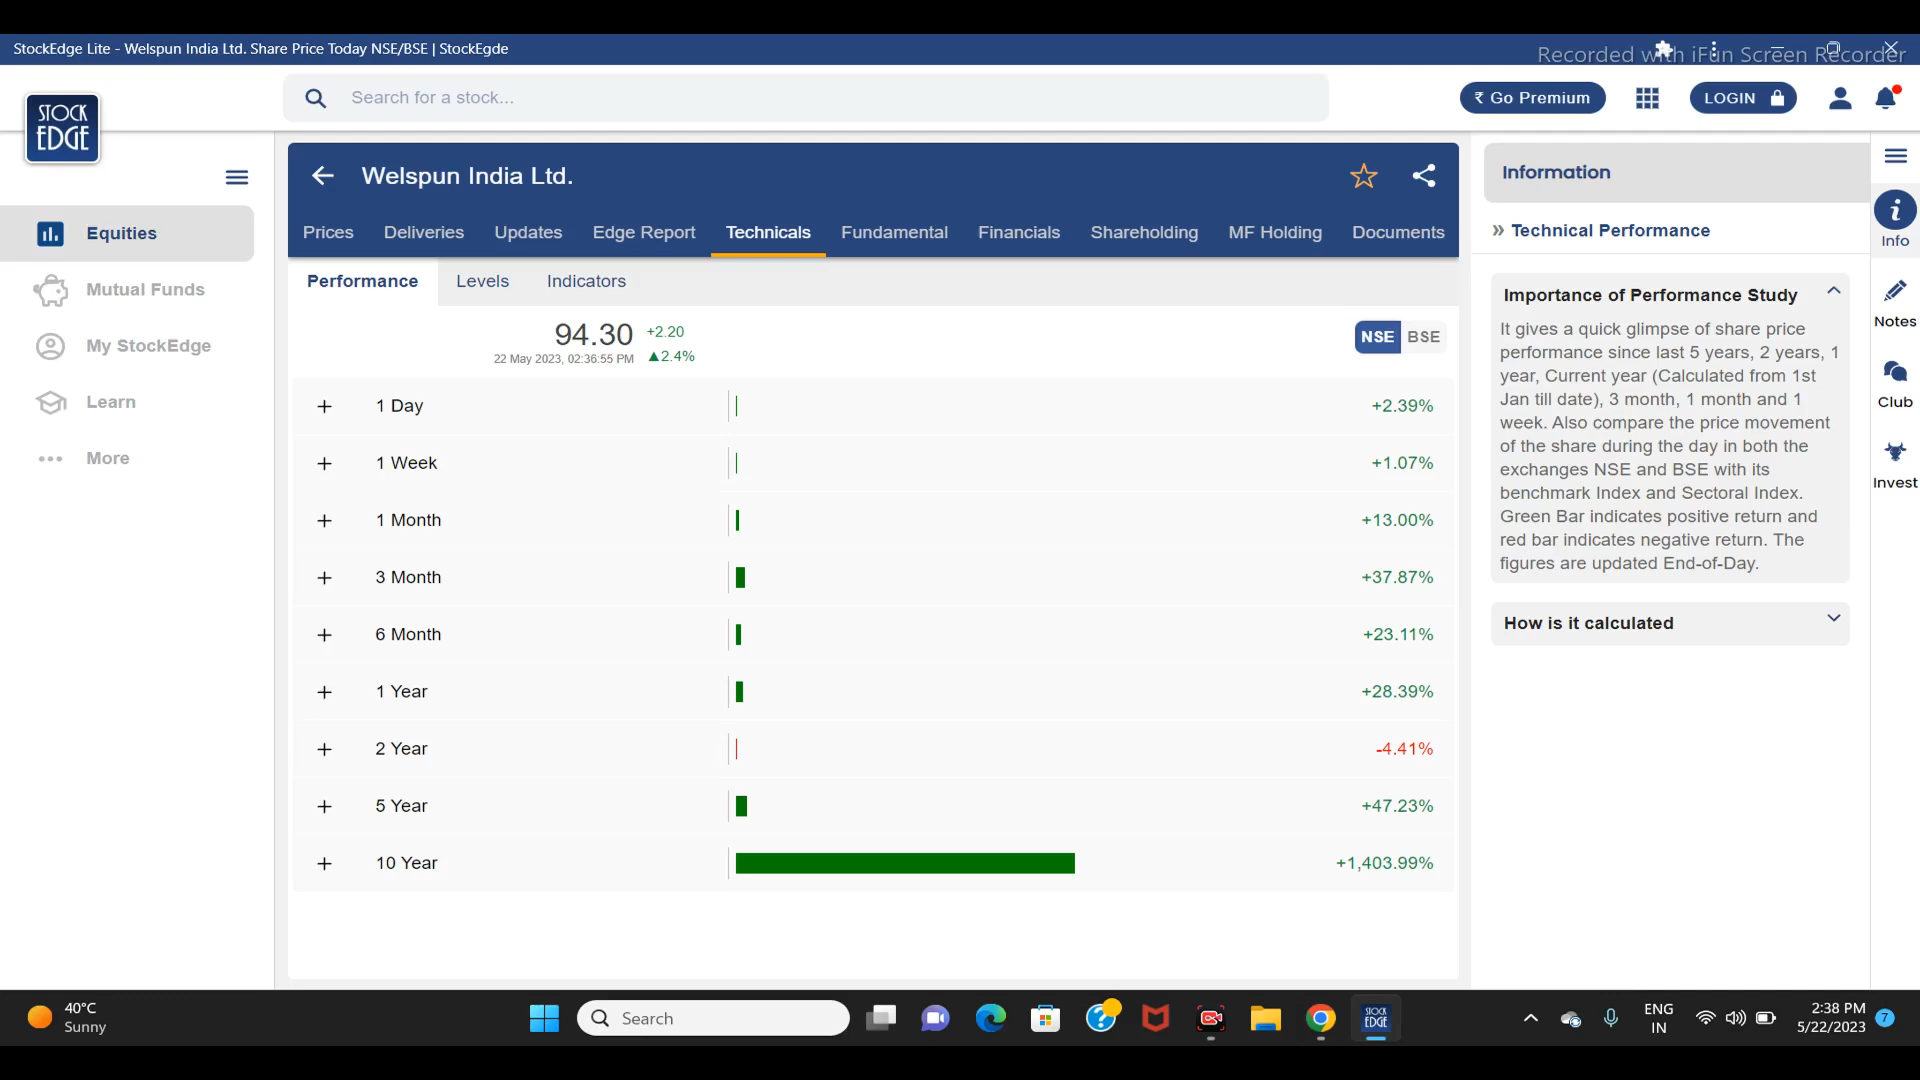 StockEdge Lite - Welspun India Ltd. Share Price Today NSE/BSE | StockEgde
Recorded with iFun Screen Recorder
STOCK
EDGE
Search for a stock...
₹ Go Premium
LOGIN
Equities
Mutual Funds
My StockEdge
Learn
More
Welspun India Ltd.
Prices Deliveries Updates Edge Report Technicals Fundamental Financials Shareholding MF Holding Documents
Performance Levels Indicators
94.30 +2.20
22 May 2023, 02:36:55 PM ▲2.4%
NSE BSE
1 Day +2.39%
1 Week +1.07%
1 Month +13.00%
3 Month +37.87%
6 Month +23.11%
1 Year +28.39%
2 Year -4.41%
5 Year +47.23%
10 Year +1,403.99%
Information
» Technical Performance
Importance of Performance Study
It gives a quick glimpse of share price
performance since last 5 years, 2 years, 1
year, Current year (Calculated from 1st
Jan till date), 3 month, 1 month and 1
week. Also compare the price movement
of the share during the day in both the
exchanges NSE and BSE with its
benchmark Index and Sectoral Index.
Green Bar indicates positive return and
red bar indicates negative return. The
figures are updated End-of-Day.
How is it calculated
Info
Notes
Club
Invest
40°C
Sunny
Search
STOCK
EDGE
ENG
IN
2:38 PM
5/22/2023
7